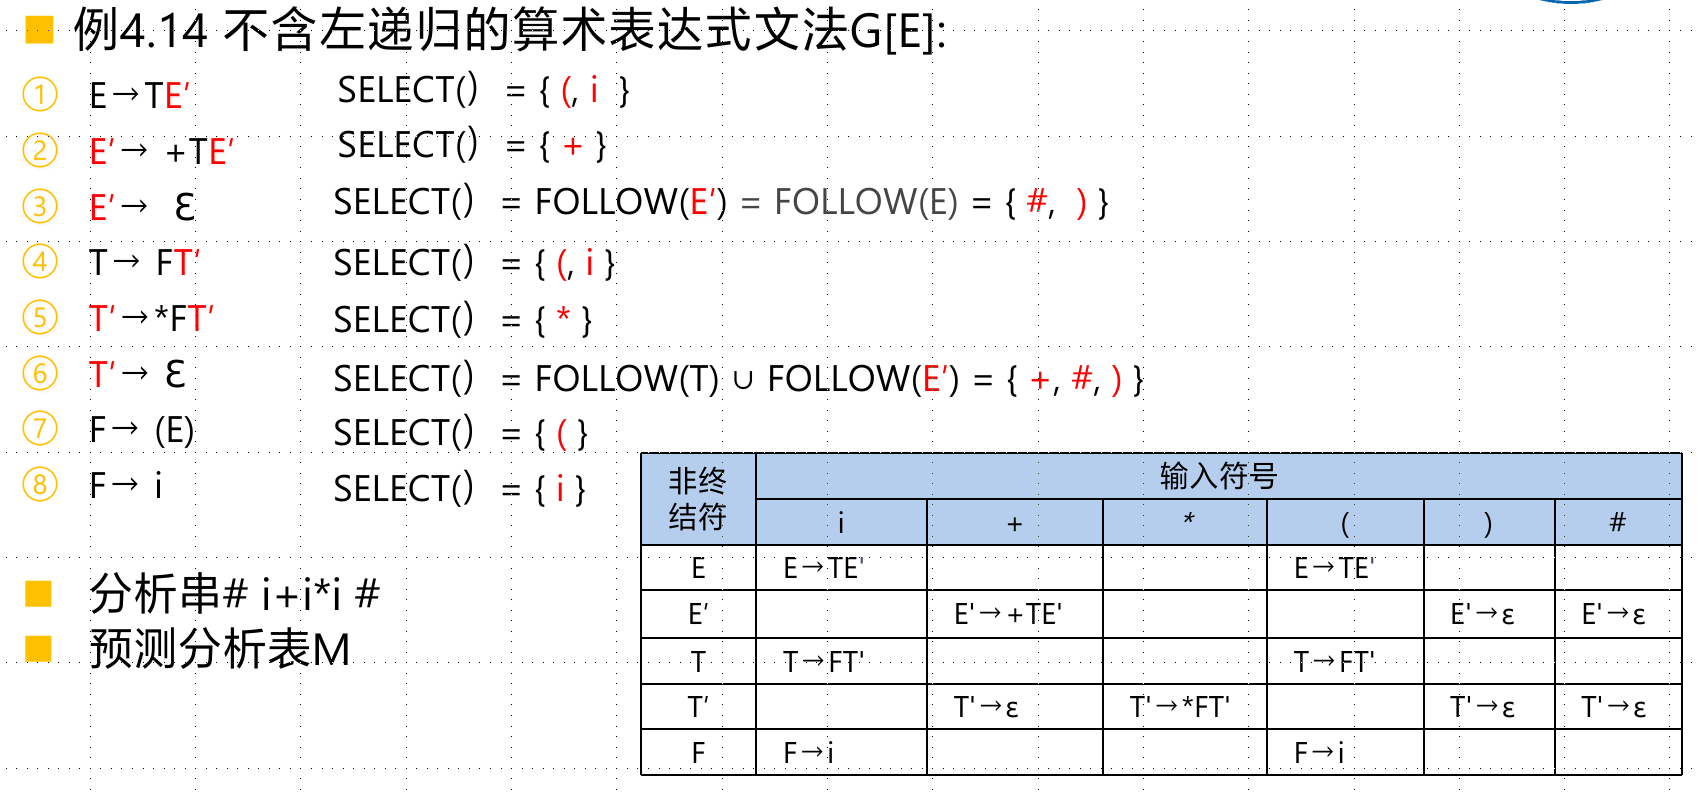 例4.14 不含左递归的算术表达式文法G[E]:
① E→TE′ SELECT() = { (, i }
② E′→ +TE′ SELECT() = { + }
③ E′→ Ɛ SELECT() = FOLLOW(E′) = FOLLOW(E) = { #, ) }
④ T→ FT′ SELECT() = { (, i }
⑤ T′→*FT′ SELECT() = { * }
⑥ T′→ Ɛ SELECT() = FOLLOW(T) ∪ FOLLOW(E′) = { +, #, ) }
⑦ F→ (E) SELECT() = { ( }
⑧ F→ i SELECT() = { i }
分析串# i+i*i #
预测分析表M
非终结符 输入符号
i + * ( ) #
E E→TE' E→TE'
E′ E'→+TE' E'→ε E'→ε
T T→FT' T→FT'
T′ T'→ε T'→*FT' T'→ε T'→ε
F F→i F→i